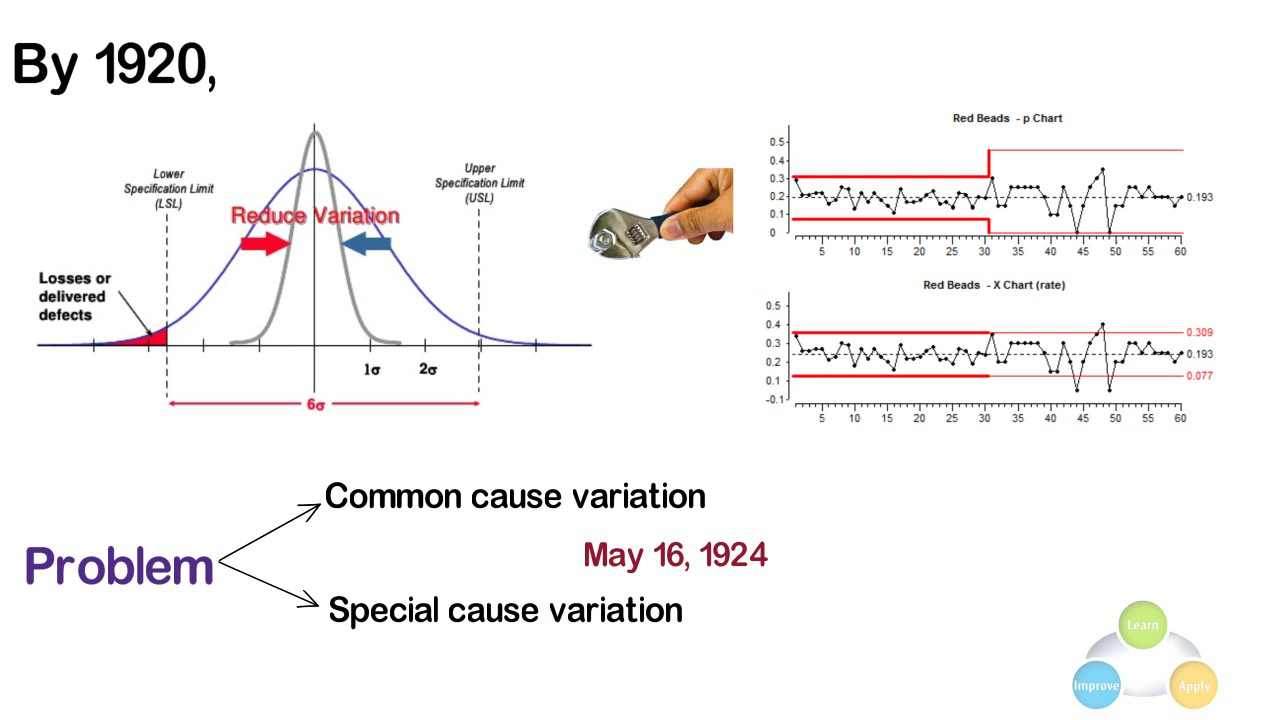 By 1920,
Lower
Specification Limit
(LSL)
Upper
Specification Limit
(USL)
Reduce Variation
Losses or
delivered
defects
1σ 2σ
6σ
Red Beads - p Chart
0.5
0.4
0.3
0.2
0.1
0
0.193
5 10 15 20 25 30 35 40 45 50 55 60
Red Beads - X Chart (rate)
0.5
0.4
0.3
0.2
0.1
-0.1
0.309
0.193
0.077
5 10 15 20 25 30 35 40 45 50 55 60
Problem
Common cause variation
May 16, 1924
Special cause variation
Learn
Improve
Apply